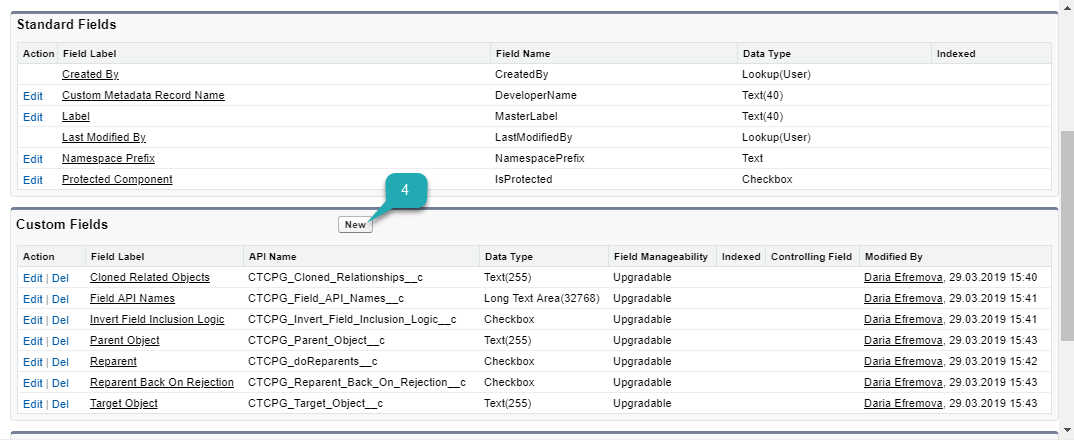 Standard Fields
Action Field Label Field Name Data Type Indexed
Created By CreatedBy Lookup(User)
Edit Custom Metadata Record Name DeveloperName Text(40)
Edit Label MasterLabel Text(40)
Last Modified By LastModifiedBy Lookup(User)
Edit Namespace Prefix NamespacePrefix Text
Edit Protected Component IsProtected Checkbox
4
Custom Fields New
Action Field Label API Name Data Type Field Manageability Indexed Controlling Field Modified By
Edit | Del Cloned Related Objects CTCPG_Cloned_Relationships__c Text(255) Upgradable Daria Efremova, 29.03.2019 15:40
Edit | Del Field API Names CTCPG_Field_API_Names__c Long Text Area(32768) Upgradable Daria Efremova, 29.03.2019 15:41
Edit | Del Invert Field Inclusion Logic CTCPG_Invert_Field_Inclusion_Logic__c Checkbox Upgradable Daria Efremova, 29.03.2019 15:41
Edit | Del Parent Object CTCPG_Parent_Object__c Text(255) Upgradable Daria Efremova, 29.03.2019 15:43
Edit | Del Reparent CTCPG_doReparents__c Checkbox Upgradable Daria Efremova, 29.03.2019 15:42
Edit | Del Reparent Back On Rejection CTCPG_Reparent_Back_On_Rejection__c Checkbox Upgradable Daria Efremova, 29.03.2019 15:43
Edit | Del Target Object CTCPG_Target_Object__c Text(255) Upgradable Daria Efremova, 29.03.2019 15:43